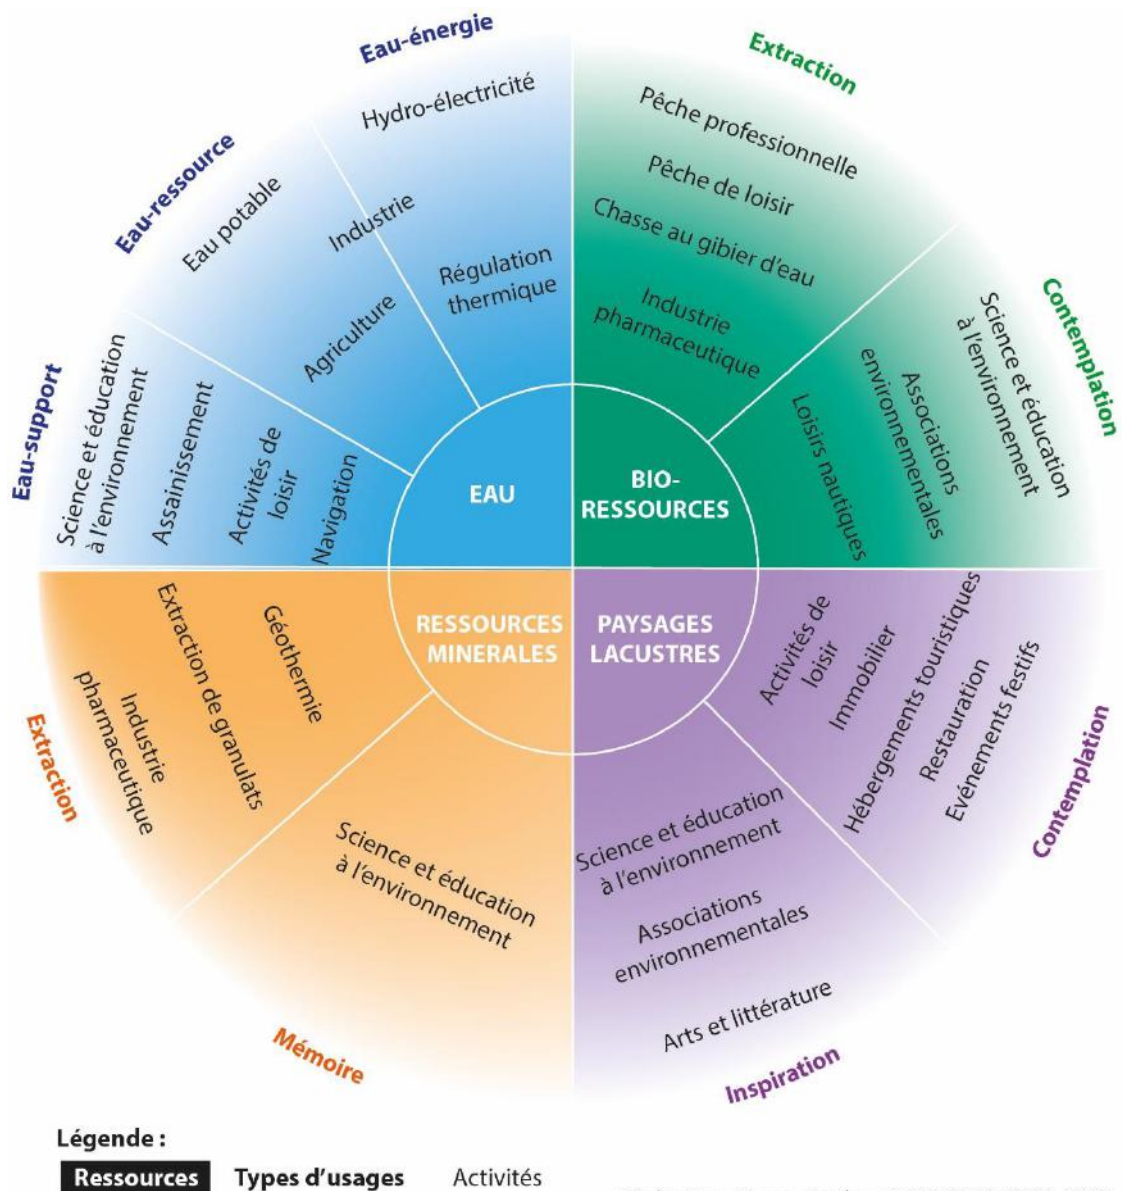 Eau-énergie
Hydro-électricité
Industrie
Régulation
thermique
Eau-ressource
Eau potable
Agriculture
Eau-support
Science et éducation
à l'environnement
Assainissement
Activités de
loisir
Navigation
EAU
Extraction
Pêche professionnelle
Pêche de loisir
Chasse au gibier d'eau
Industrie
pharmaceutique
Contemplation
Science et éducation
à l'environnement
Associations
environnementales
Loisirs nautiques
BIO-
RESSOURCES
RESSOURCES
MINERALES
Géothermie
Extraction de granulats
Industrie
pharmaceutique
Extraction
Science et éducation
à l'environnement
Mémoire
PAYSAGES
LACUSTRES
Activités de
loisir
Immobilier
Hébergements touristiques
Restauration
Evénements festifs
Contemplation
Science et éducation
à l'environnement
Associations
environnementales
Arts et littérature
Inspiration
Légende :
Ressources Types d'usages Activités